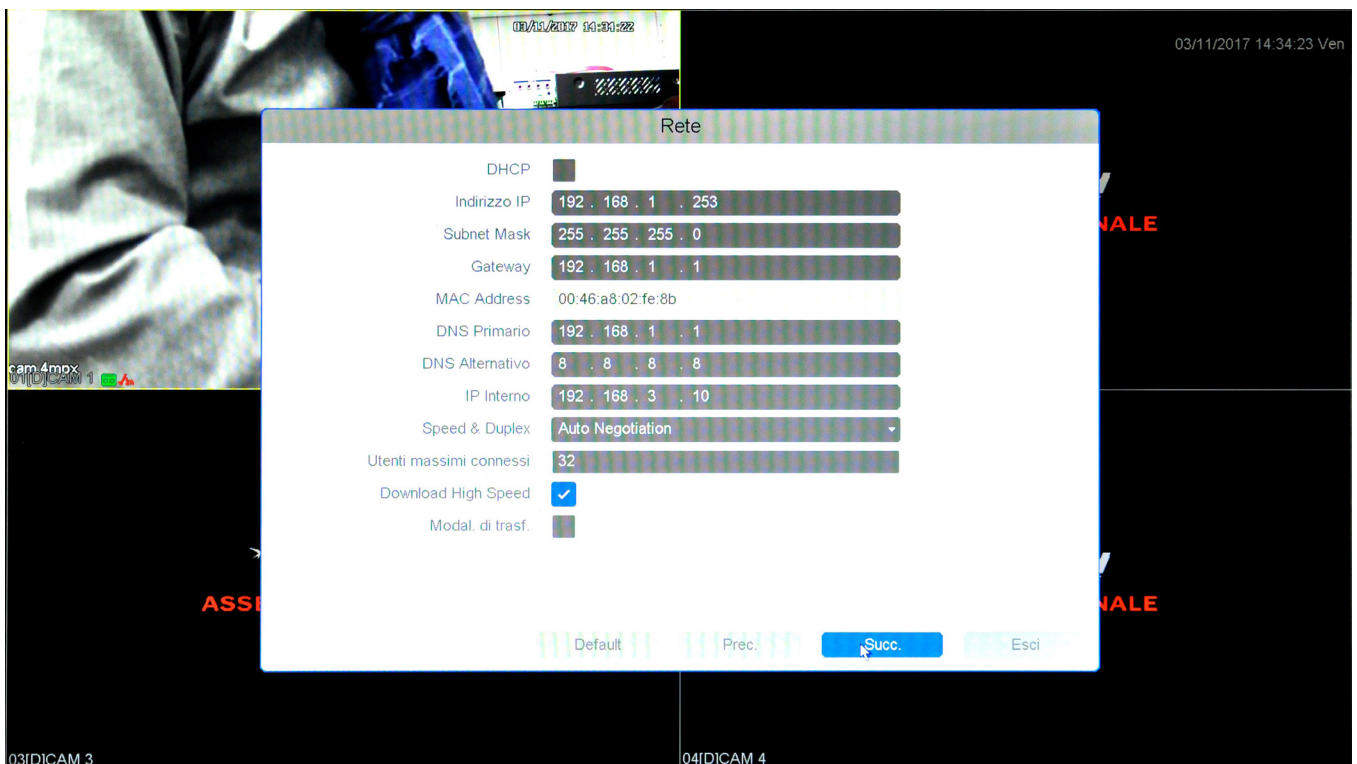 03/11/2017 14:34:22
03/11/2017 14:34:23 Ven
Rete
DHCP
Indirizzo IP 192 . 168 . 1 . 253
Subnet Mask 255 . 255 . 255 . 0
Gateway 192 . 168 . 1 . 1
MAC Address 00:46:a8:02:fe:8b
DNS Primario 192 . 168 . 1 . 1
DNS Alternativo 8 . 8 . 8 . 8
IP Interno 192 . 168 . 3 . 10
Speed & Duplex Auto Negotiation
Utenti massimi connessi 32
Download High Speed
Modal. di trasf.
Default Prec. Succ. Esci
cam 4mpx
01[D]CAM 1
NALE
ASSE
NALE
03[D]CAM 3
04[D]CAM 4